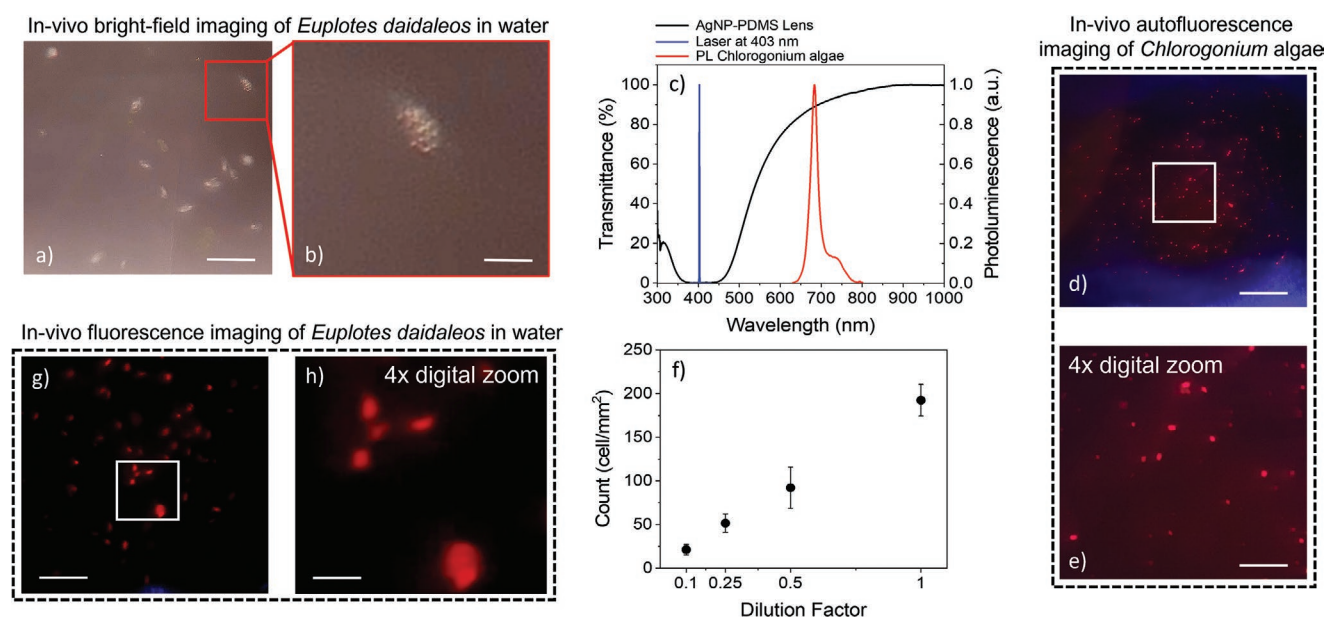 In-vivo bright-field imaging of Euplotes daidaleos in water
a)
b)
AgNP-PDMS Lens
Laser at 403 nm
PL Chlorogonium algae
c)
Transmittance (%)
100
80
60
40
20
0
1.0
0.8
0.6
0.4
0.2
0.0
Photoluminescence (a.u.)
300 400 500 600 700 800 900 1000
Wavelength (nm)
In-vivo autofluorescence
imaging of Chlorogonium algae
d)
4x digital zoom
e)
In-vivo fluorescence imaging of Euplotes daidaleos in water
g)
h)
4x digital zoom
f)
Count (cell/mm²)
250
200
150
100
50
0
0.1 0.25 0.5 1
Dilution Factor